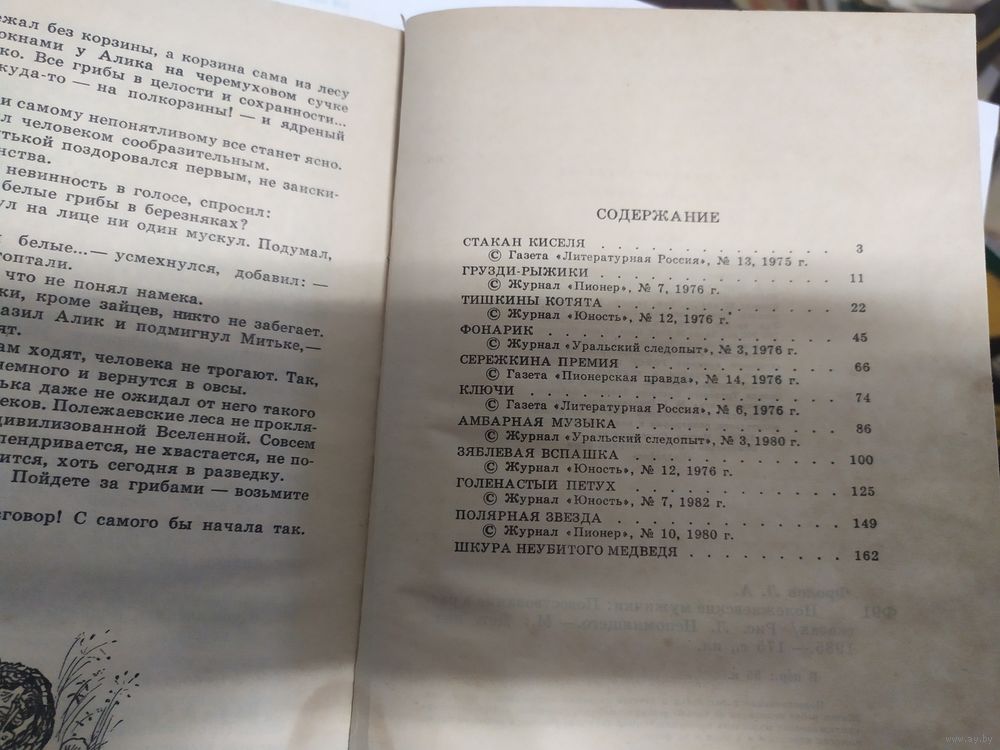 ежал без корзины, а корзина сама из лесу
окнами у Алика на черемуховом сучке
ко. Все грибы в целости и сохранности...
куда-то — на полкорзины! — и ядреный
и самому непонятливому все станет ясно.
л человеком сообразительным.
тькой поздоровался первым, не заиски-
нства.
невинность в голосе, спросил:
белые грибы в березняках?
ул на лице ни один мускул. Подумал,
белые...— усмехнулся, добавил: —
топтали.
что не понял намека.
ки, кроме зайцев, никто не забегает.
азил Алик и подмигнул Митьке,—
ят.
ам ходят, человека не трогают. Так,
немного и вернутся в овсы.
ька даже не ожидал от него такого
еков. Полежаевские леса не прокля-
дивилизованной Вселенной. Совсем
лендривается, не хвастается, не по-
ится, хоть сегодня в разведку.
Пойдете за грибами — возьмите
зговор! С самого бы начала так.
СОДЕРЖАНИЕ
СТАКАН КИСЕЛЯ . . . . . . . . . . . . 3
© Газета «Литературная Россия», № 13, 1975 г.
ГРУЗДИ-РЫЖИКИ . . . . . . . . . . . . 11
© Журнал «Пионер», № 7, 1976 г.
ТИШКИНЫ КОТЯТА . . . . . . . . . . . 22
© Журнал «Юность», № 12, 1976 г.
ФОНАРИК . . . . . . . . . . . . . . . 45
© Журнал «Уральский следопыт», № 3, 1976 г.
СЕРЕЖКИНА ПРЕМИЯ . . . . . . . . . . 66
© Газета «Пионерская правда», № 14, 1976 г.
КЛЮЧИ . . . . . . . . . . . . . . . . 74
© Газета «Литературная Россия», № 6, 1976 г.
АМБАРНАЯ МУЗЫКА . . . . . . . . . . . 86
© Журнал «Уральский следопыт», № 3, 1980 г.
ЗЯБЛЕВАЯ ВСПАШКА . . . . . . . . . . 100
© Журнал «Юность», № 12, 1976 г.
ГОЛЕНАСТЫЙ ПЕТУХ . . . . . . . . . . 125
© Журнал «Юность», № 7, 1982 г.
ПОЛЯРНАЯ ЗВЕЗДА . . . . . . . . . . . 149
© Журнал «Пионер», № 10, 1980 г.
ШКУРА НЕУБИТОГО МЕДВЕДЯ . . . . . . . 162
www.ay.by